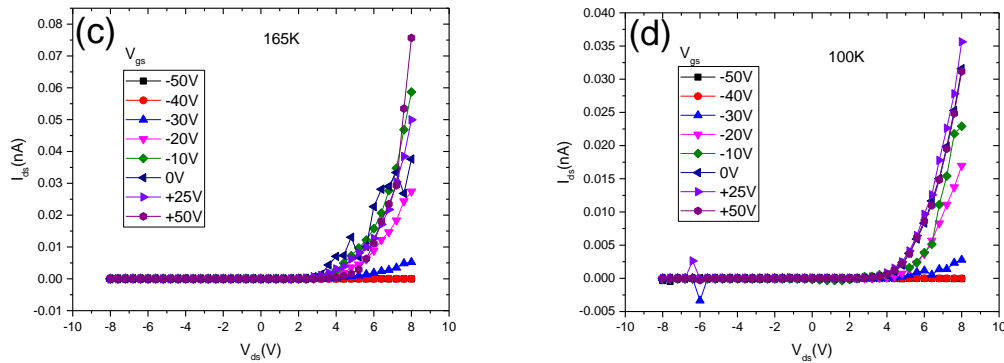 (c)
165K
V_gs
-50V
-40V
-30V
-20V
-10V
0V
+25V
+50V
I_ds(nA)
0.08
0.07
0.06
0.05
0.04
0.03
0.02
0.01
0.00
-0.01
-10 -8 -6 -4 -2 0 2 4 6 8 10
V_ds(V)
(d)
100K
V_gs
-50V
-40V
-30V
-20V
-10V
0V
+25V
+50V
I_ds(nA)
0.040
0.035
0.030
0.025
0.020
0.015
0.010
0.005
0.000
-0.005
-10 -8 -6 -4 -2 0 2 4 6 8 10
V_ds(V)